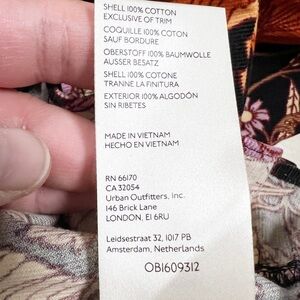 SHELL 100% COTTON
EXCLUSIVE OF TRIM
COQUILLE 100% COTON
SAUF BORDURE
OBERSTOFF 100% BAUMWOLLE
AUSSER BESATZ
SHELL 100% COTONE
TRANNE LA FINITURA
EXTERIOR 100% ALGODÓN
SIN RIBETES
MADE IN VIETNAM
HECHO EN VIETNAM
RN 66170
CA 32054
Urban Outfitters, Inc.
146 Brick Lane
LONDON, E1 6RU
Leidsestraat 32, 1017 PB
Amsterdam, Netherlands
OB1609312